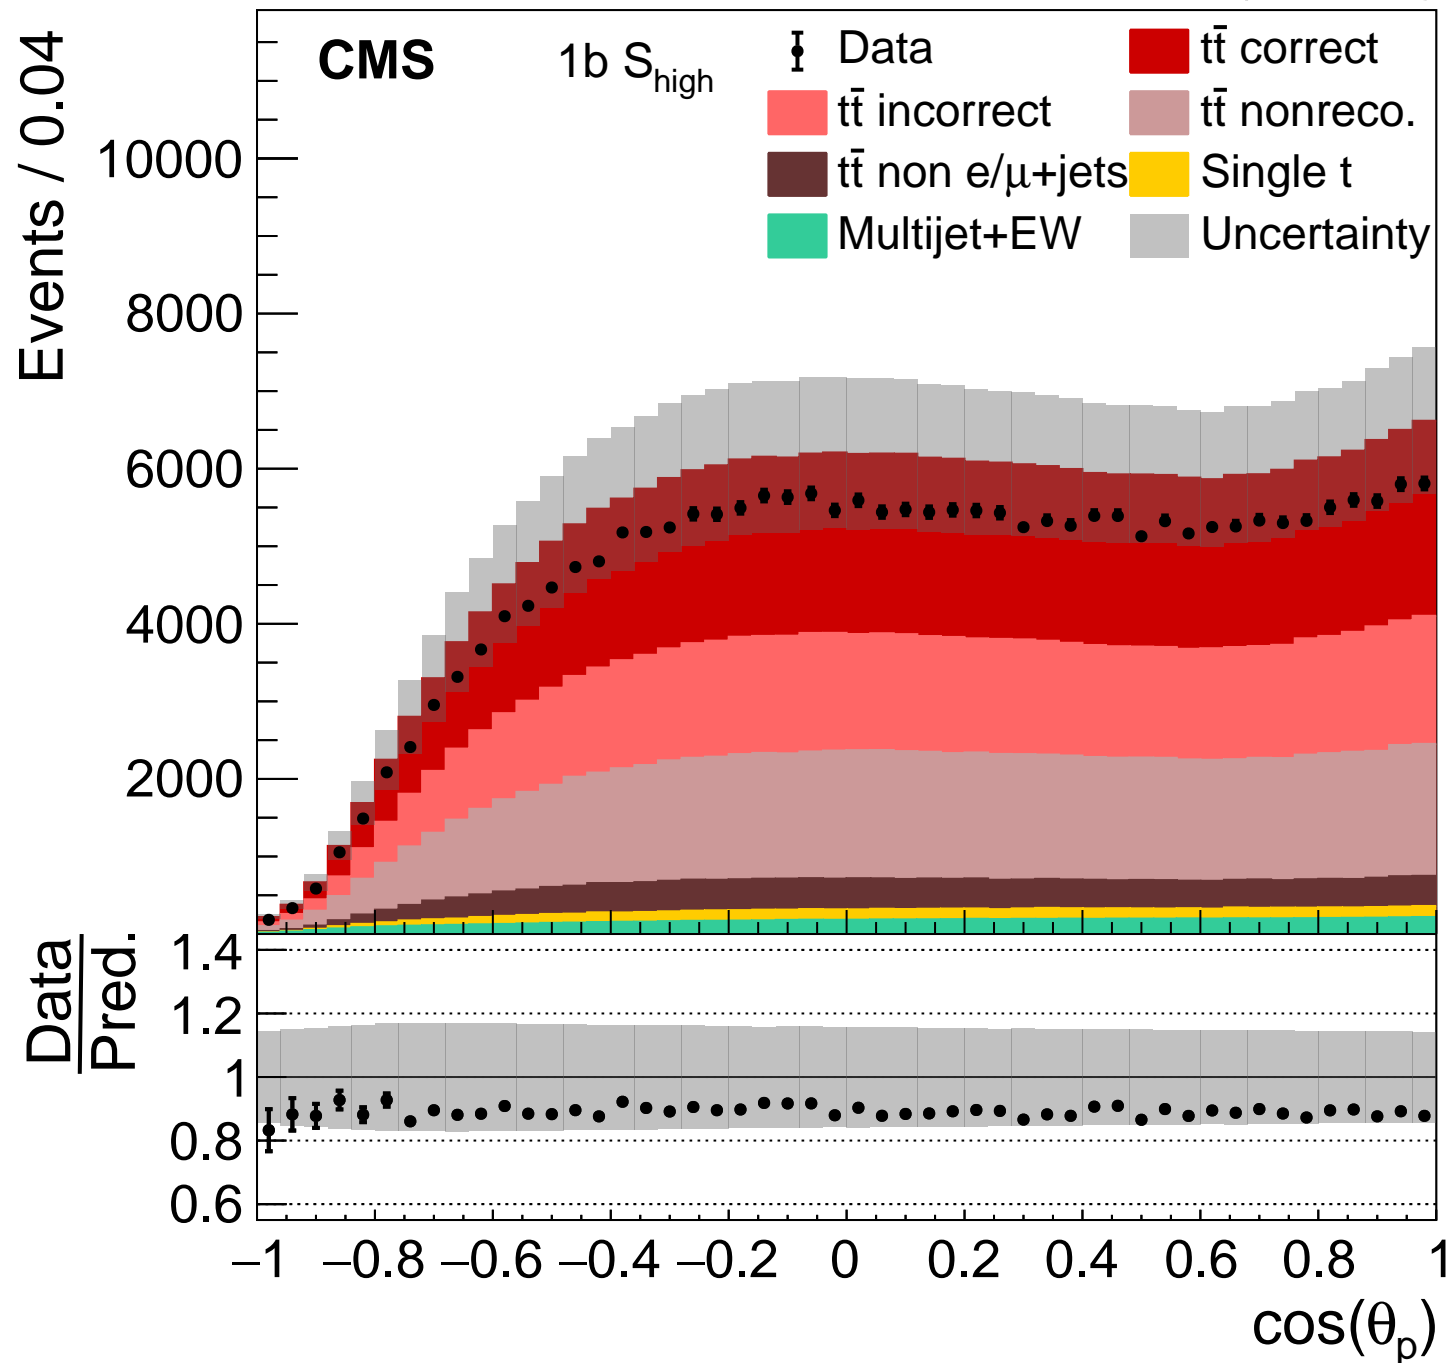 CMS 1b S_high Data tt̄ correct
tt̄ incorrect tt̄ nonreco.
tt̄ non e/μ+jets Single t
Multijet+EW Uncertainty
Events / 0.04
10000
8000
6000
4000
2000
Data
Pred.
1.4
1.2
1
0.8
0.6
–1 –0.8 –0.6 –0.4 –0.2 0 0.2 0.4 0.6 0.8 1
cos(θ_p)